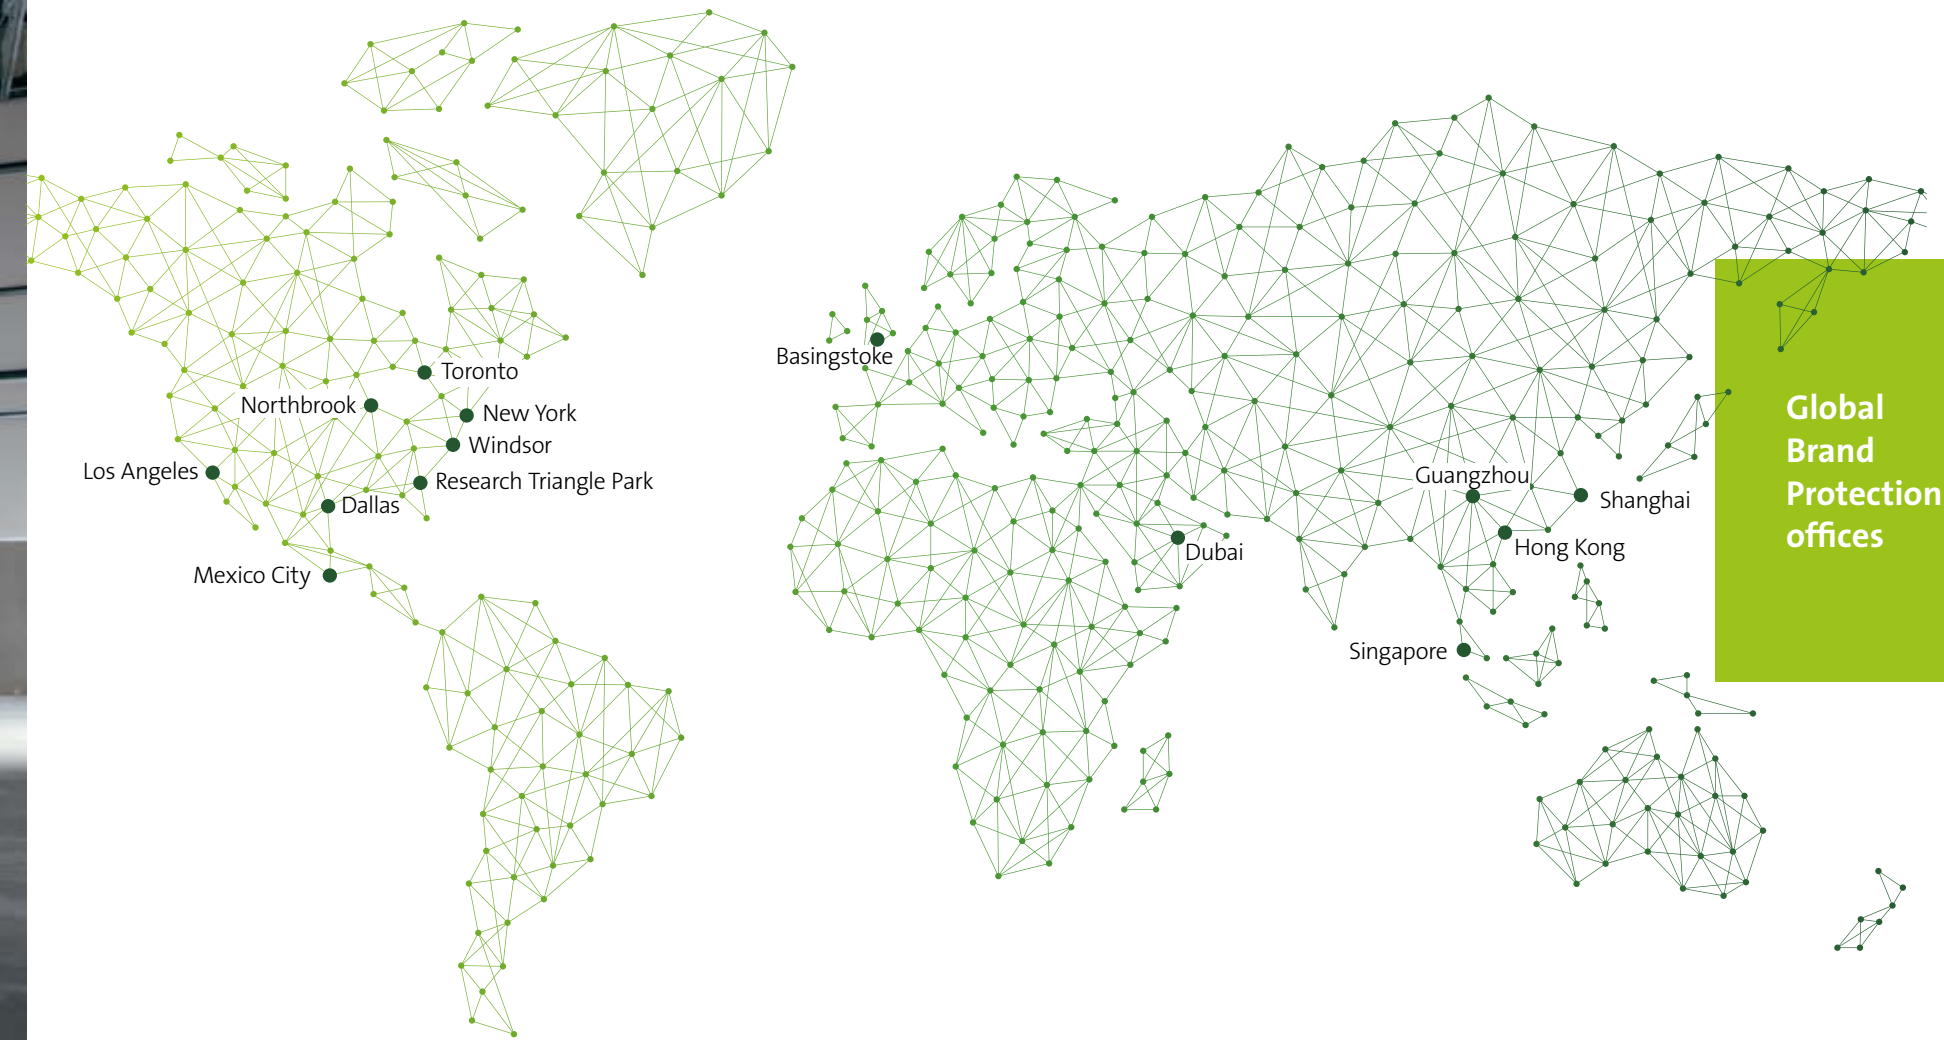 Toronto
Northbrook
New York
Windsor
Los Angeles
Research Triangle Park
Dallas
Mexico City
Basingstoke
Dubai
Guangzhou
Shanghai
Hong Kong
Singapore
Global
Brand
Protection
offices